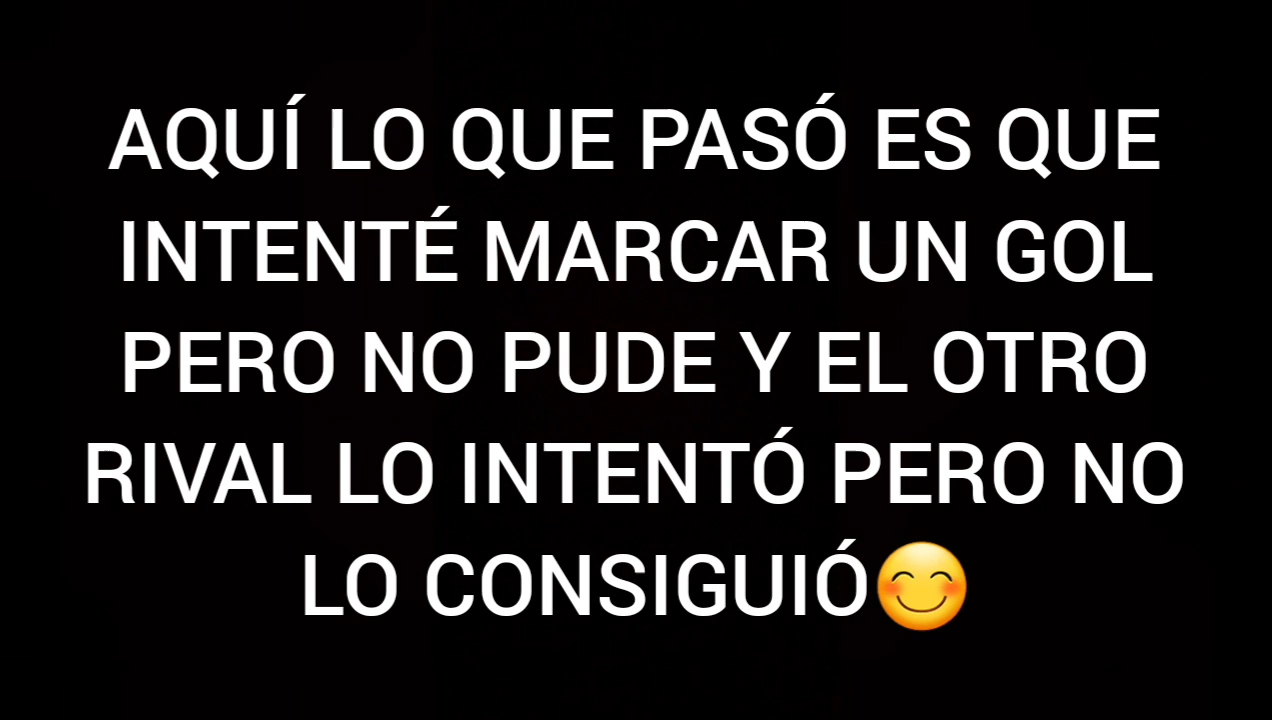 AQUÍ LO QUE PASÓ ES QUE
INTENTÉ MARCAR UN GOL
PERO NO PUDE Y EL OTRO
RIVAL LO INTENTÓ PERO NO
LO CONSIGUIÓ😊